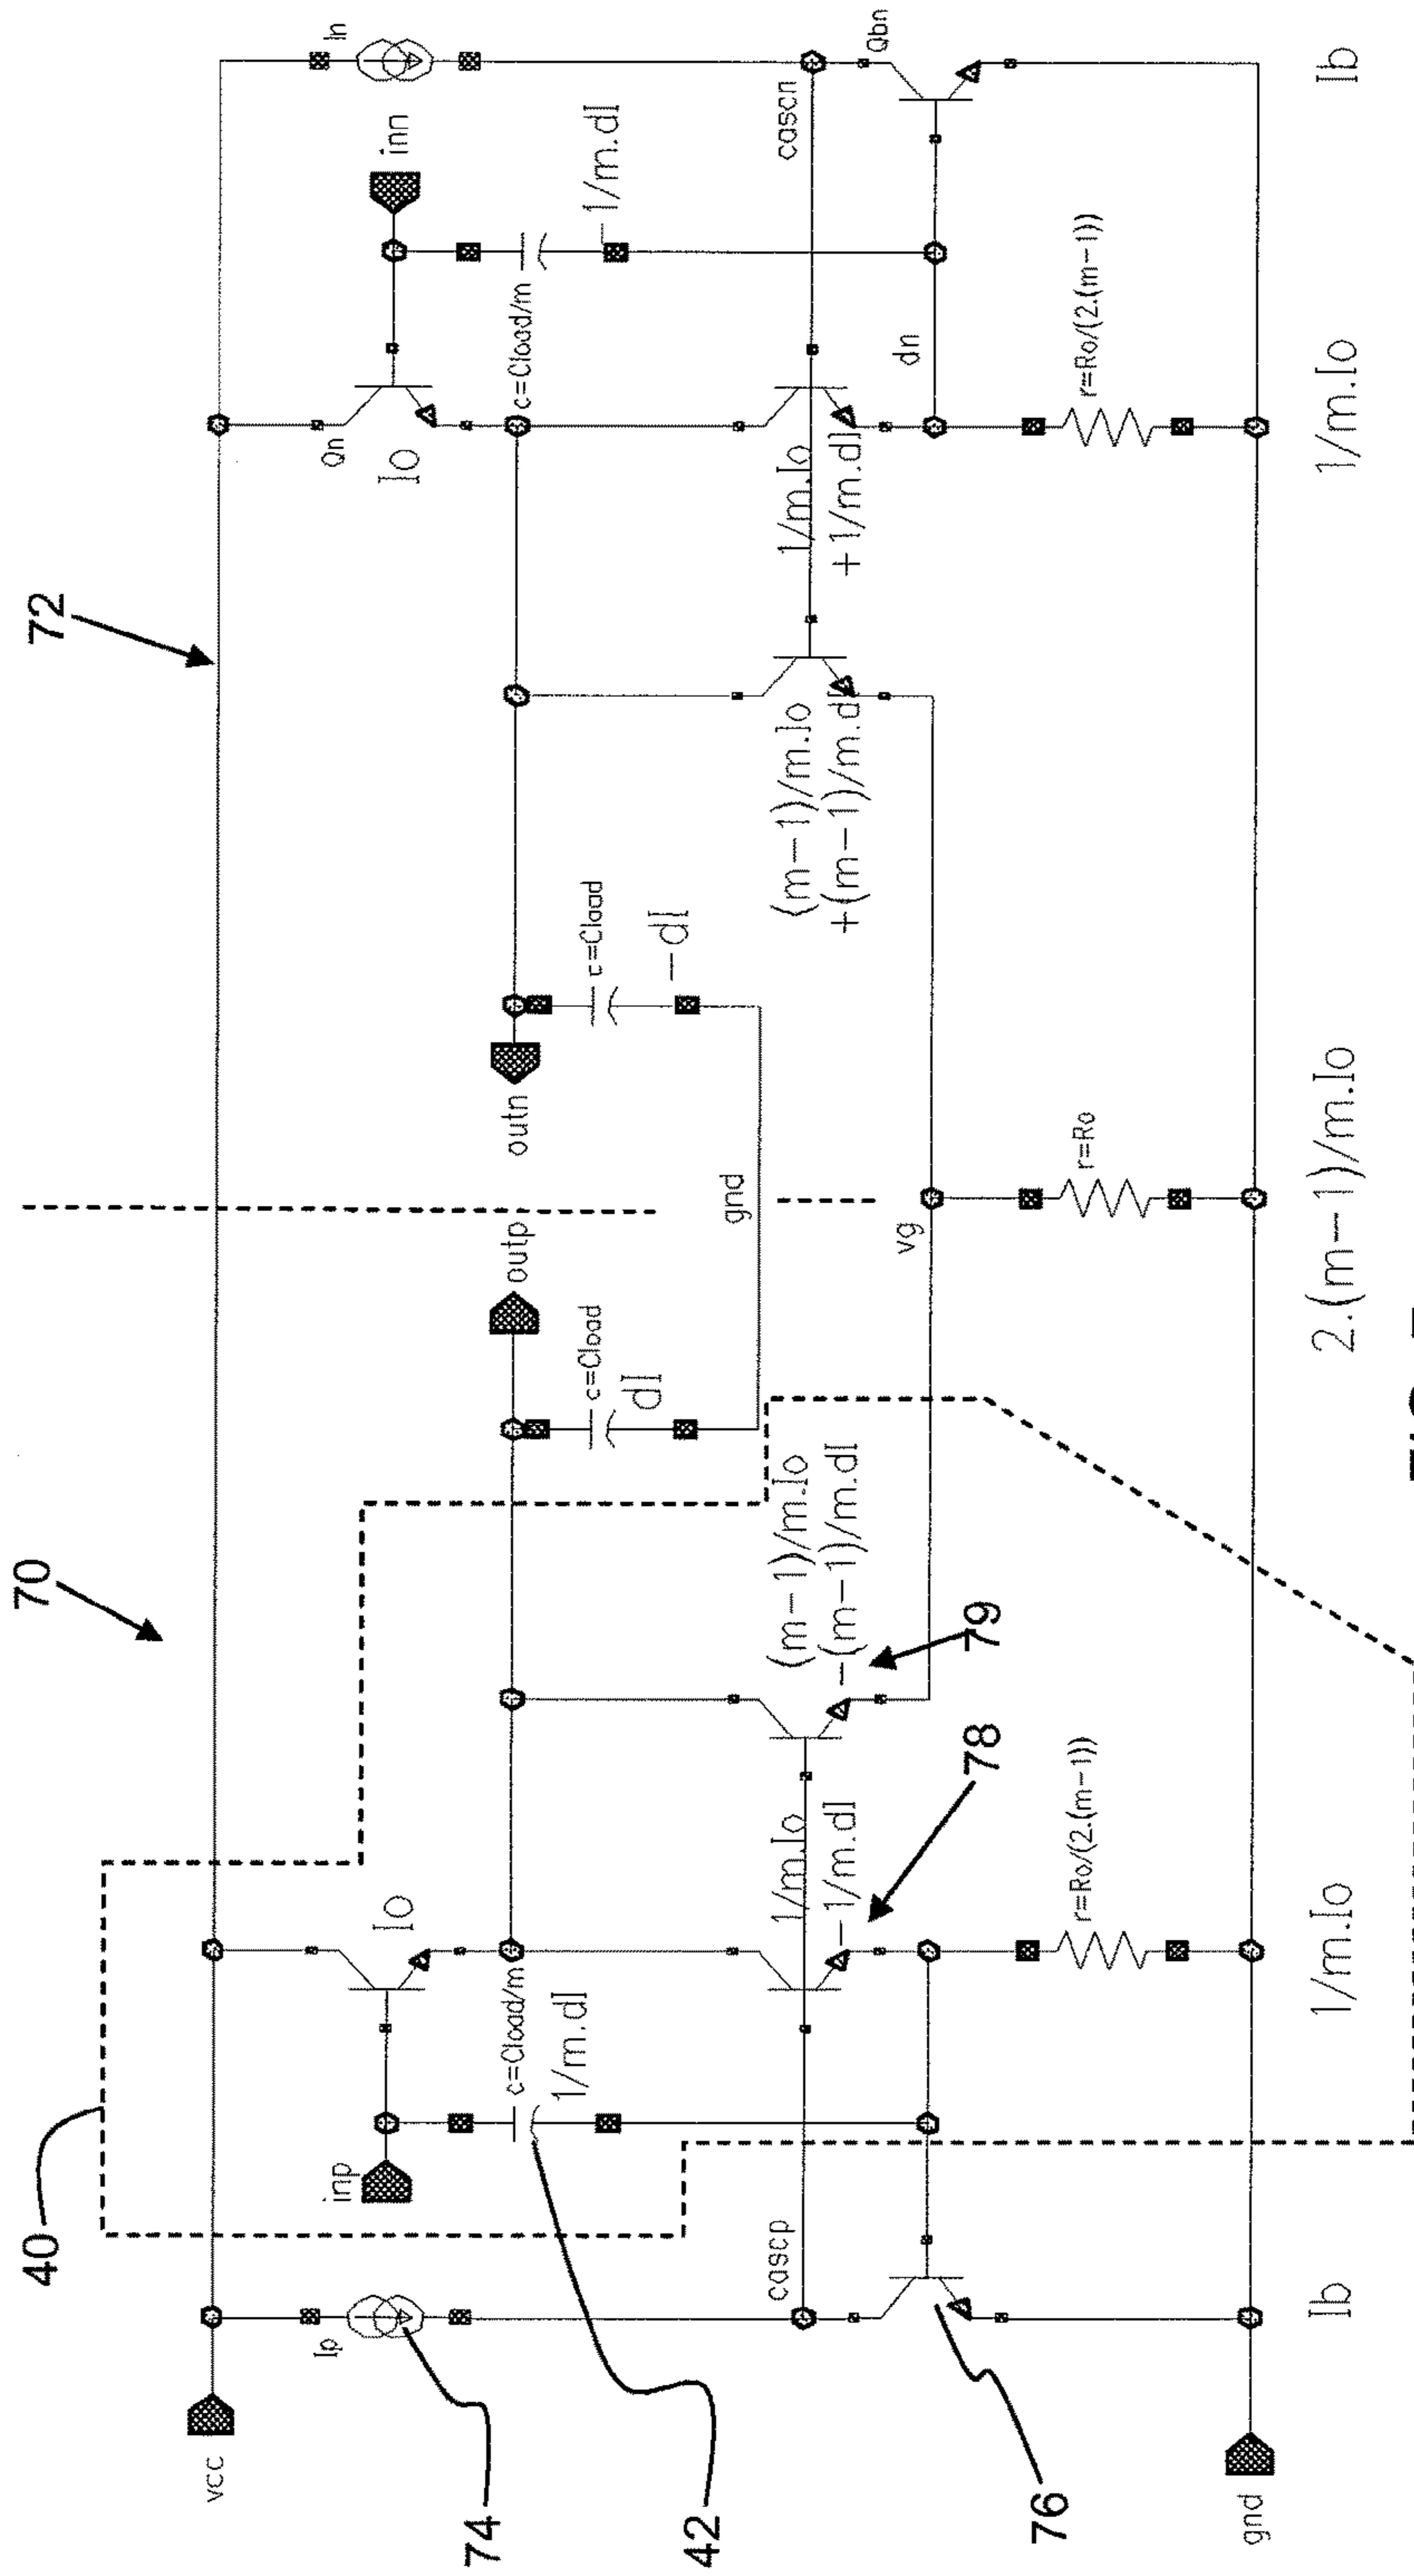 70
72
40
vcc
Ip
74
inp
42
c=Cload/m
1/m.dI
Io
outp
c=Cload
dI
gnd
outn
c=Cload
-dI
Qn
Io
c=Cload/m
inn
-1/m.dI
In
cascp
76
1/m.Io
-1/m.dI
78
(m-1)/m.Io
-(m-1)/m.dI
79
vg
(m-1)/m.Io
+(m-1)/m.d
1/m.Io
+1/m.d
dn
cascn
Qbn
r=Ro/(2.(m-1))
r=Ro
r=Ro/(2.(m-1))
gnd
Ib
1/m.Io
2.(m-1)/m.Io
1/m.Io
Ib